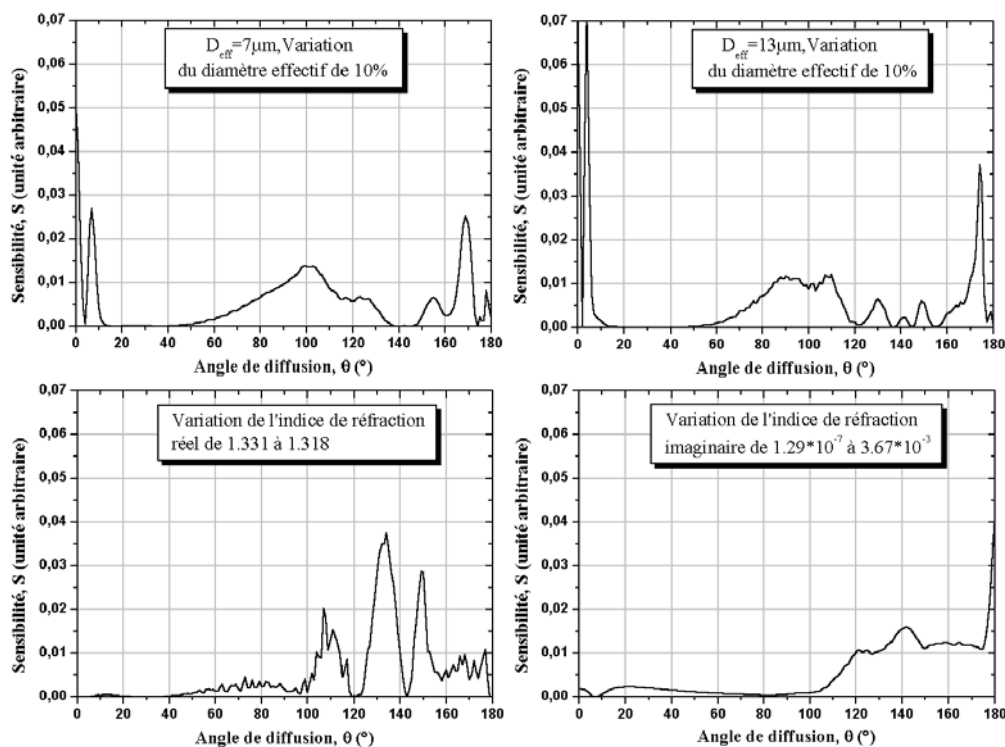 D_eff=7µm,Variation
du diamètre effectif de 10%
Sensibilité, S (unité arbitraire)
0,07
0,06
0,05
0,04
0,03
0,02
0,01
0,00
0 20 40 60 80 100 120 140 160 180
Angle de diffusion, θ (°)
D_eff=13µm,Variation
du diamètre effectif de 10%
Sensibilité, S (unité arbitraire)
0,07
0,06
0,05
0,04
0,03
0,02
0,01
0,00
0 20 40 60 80 100 120 140 160 180
Angle de diffusion, θ (°)
Variation de l'indice de réfraction
réel de 1.331 à 1.318
Sensibilité, S (unité arbitraire)
0,07
0,06
0,05
0,04
0,03
0,02
0,01
0,00
0 20 40 60 80 100 120 140 160 180
Angle de diffusion, θ (°)
Variation de l'indice de réfraction
imaginaire de 1.29*10^-7 à 3.67*10^-3
Sensibilité, S (unité arbitraire)
0,07
0,06
0,05
0,04
0,03
0,02
0,01
0,00
0 20 40 60 80 100 120 140 160 180
Angle de diffusion, θ (°)